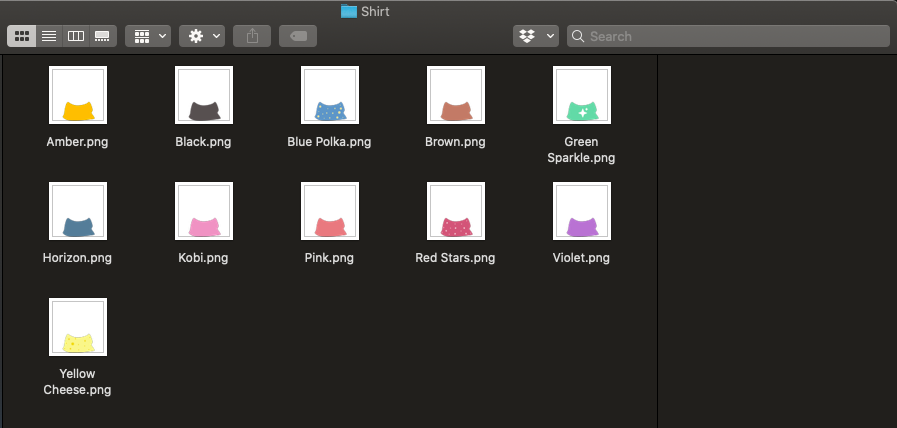 Shirt
Search
Amber.png
Black.png
Blue Polka.png
Brown.png
Green
Sparkle.png
Horizon.png
Kobi.png
Pink.png
Red Stars.png
Violet.png
Yellow
Cheese.png